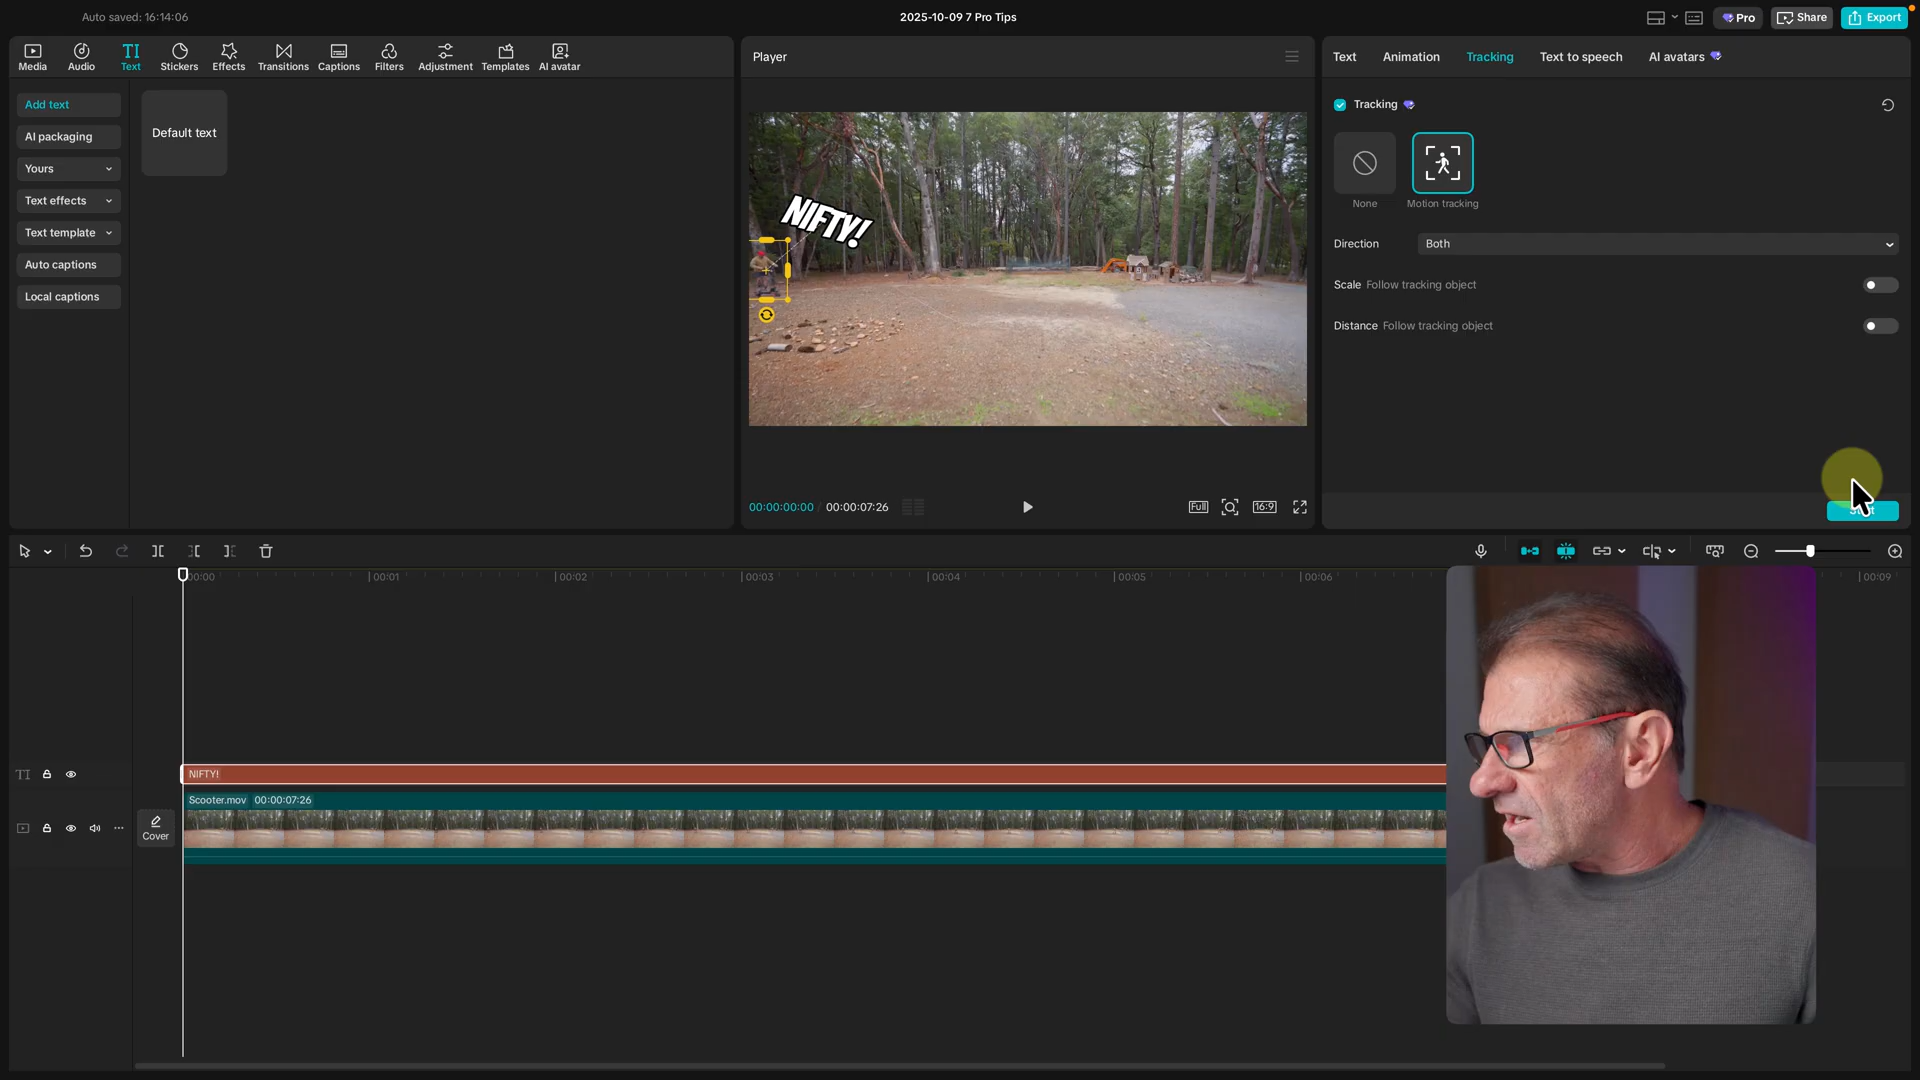 Auto saved: 16:14:06
2025-10-09 7 Pro Tips
Pro
Share
Export
Media
Audio
TI
Text
Stickers
Effects
Transitions
Captions
Filters
Adjustment
Templates
AI avatar
Add text
AI packaging
Yours
Text effects
Text template
Auto captions
Local captions
Default text
Player
NIFTY!
00:00:00:00 / 00:00:07:26
Full
16:9
Text
Animation
Tracking
Text to speech
AI avatars
Tracking
None
Motion tracking
Direction
Both
Scale Follow tracking object
Distance Follow tracking object
00:00
00:01
00:02
00:03
00:04
00:05
00:06
00:09
TI
NIFTY!
Scooter.mov 00:00:07:26
Cover